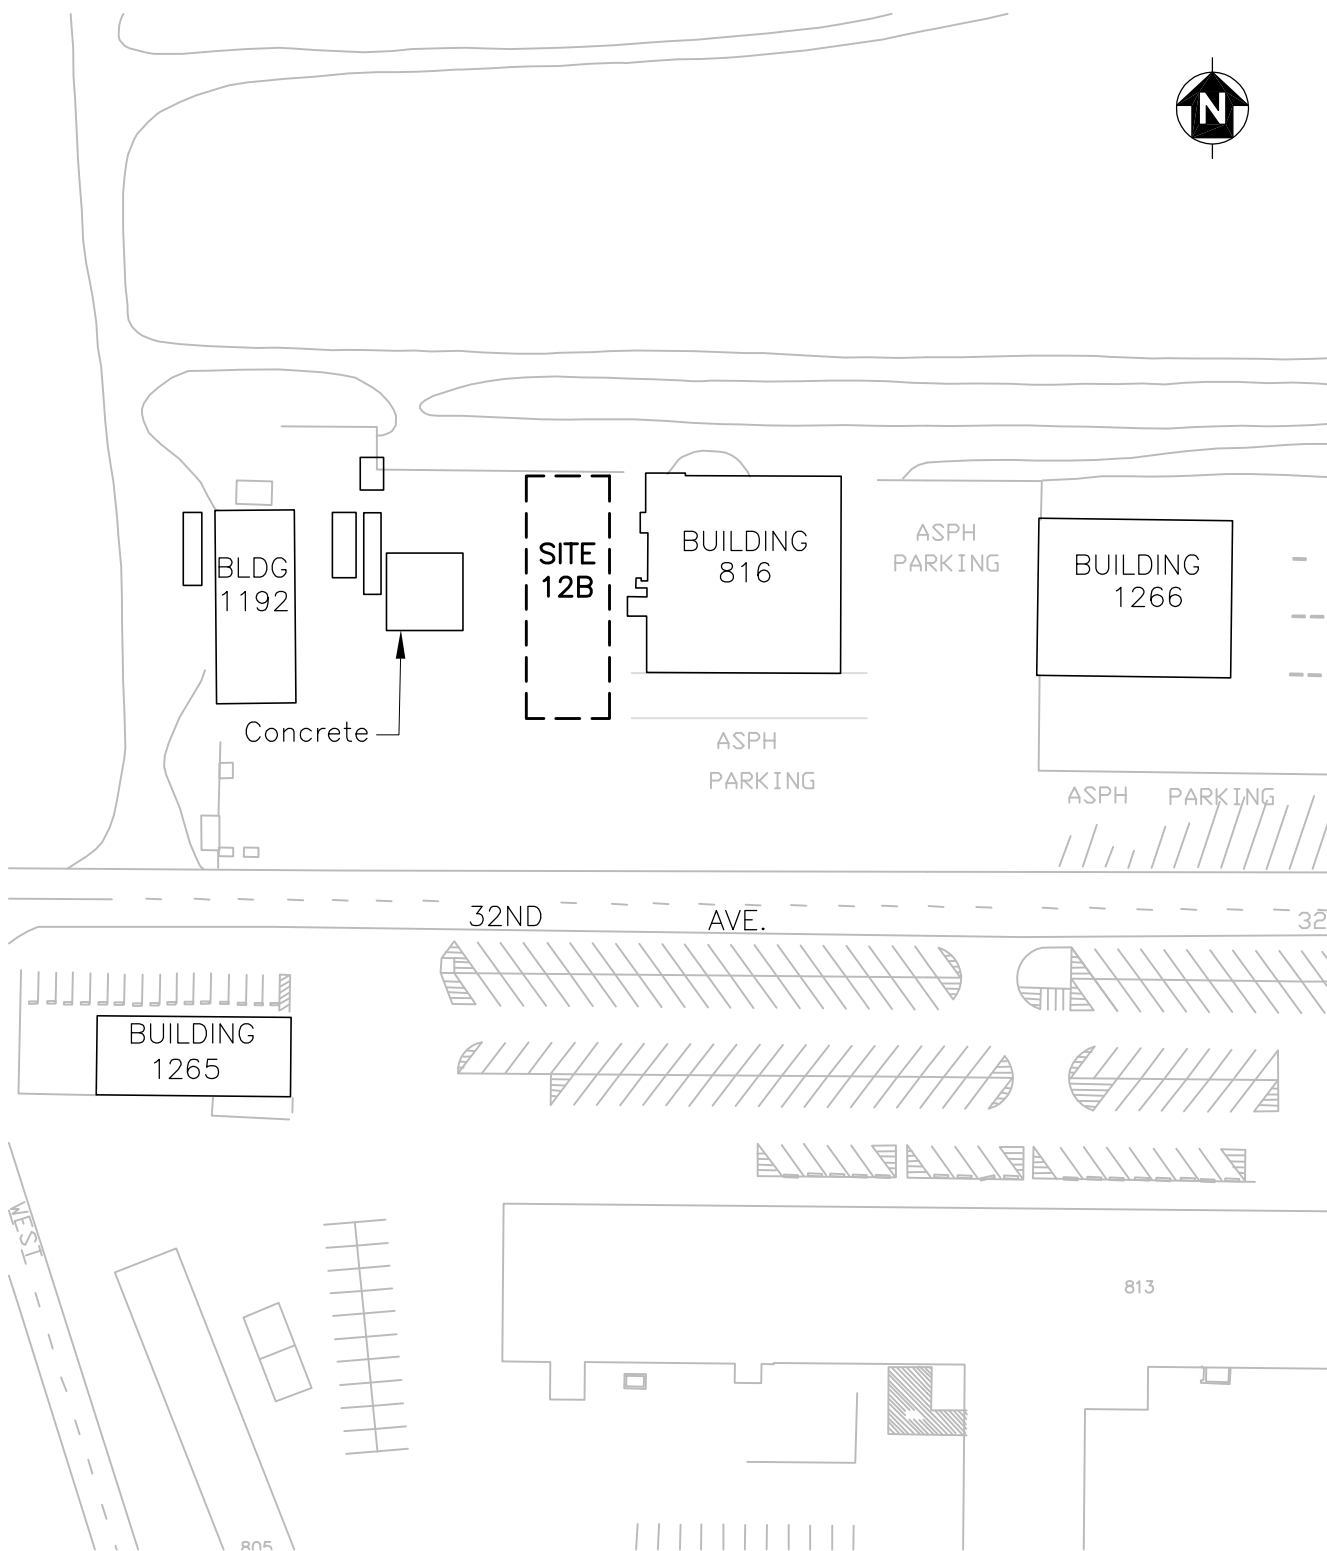 N
SITE
12B
BUILDING
816
ASPH
PARKING
BLDG
1192
BUILDING
1266
Concrete
ASPH
PARKING
ASPH PARKING
32ND AVE.
32
BUILDING
1265
WEST
813
805